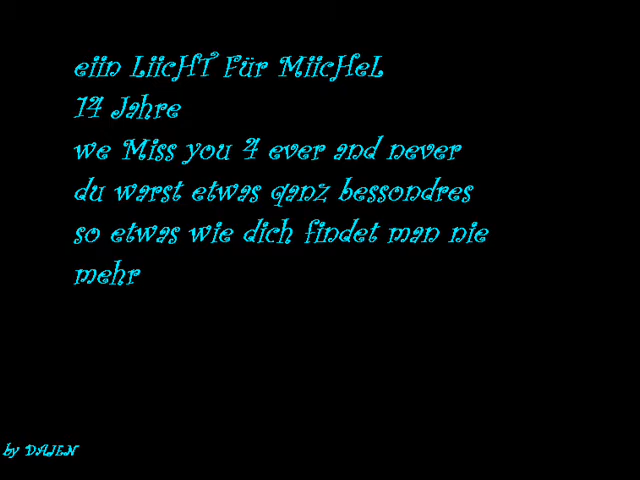 eiin LiicHT Für MiicHeL
14 Jahre
we Miss you 4 ever and never
du warst etwas qanz bessondres
so etwas wie dich findet man nie
mehr
by DAJEN